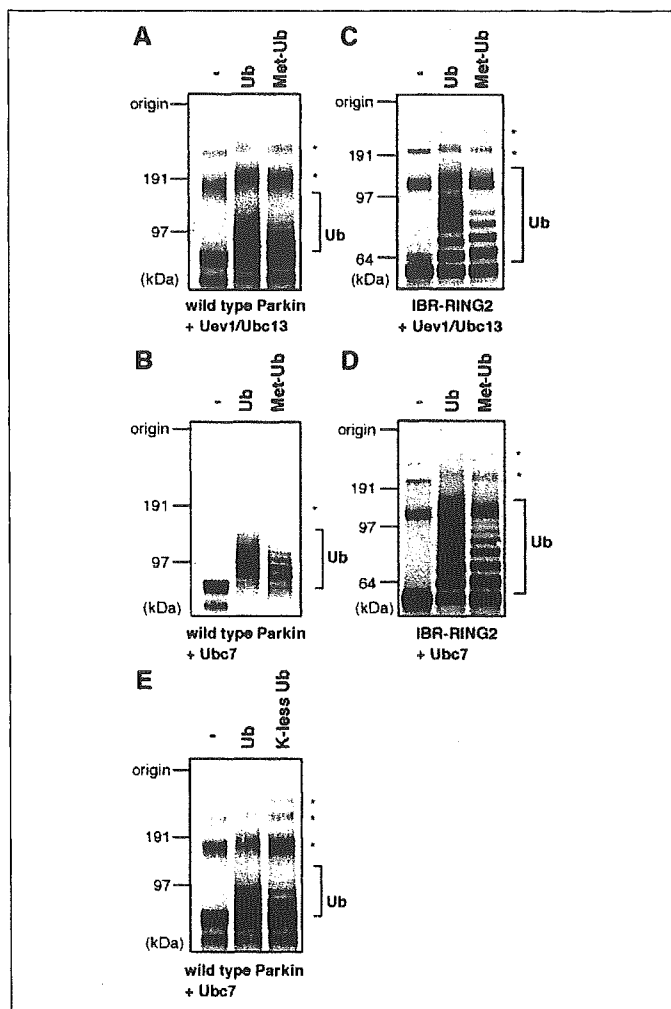 A
- Ub Met-Ub
origin
191
97
(kDa)
*
*
Ub
wild type Parkin
+ Uev1/Ubc13
C
- Ub Met-Ub
origin
191
97
64
(kDa)
*
*
Ub
IBR-RING2
+ Uev1/Ubc13
B
- Ub Met-Ub
origin
191
97
(kDa)
*
Ub
wild type Parkin
+ Ubc7
D
- Ub Met-Ub
origin
191
97
64
(kDa)
*
*
Ub
IBR-RING2
+ Ubc7
E
- Ub K-less Ub
origin
191
97
(kDa)
*
*
*
Ub
wild type Parkin
+ Ubc7